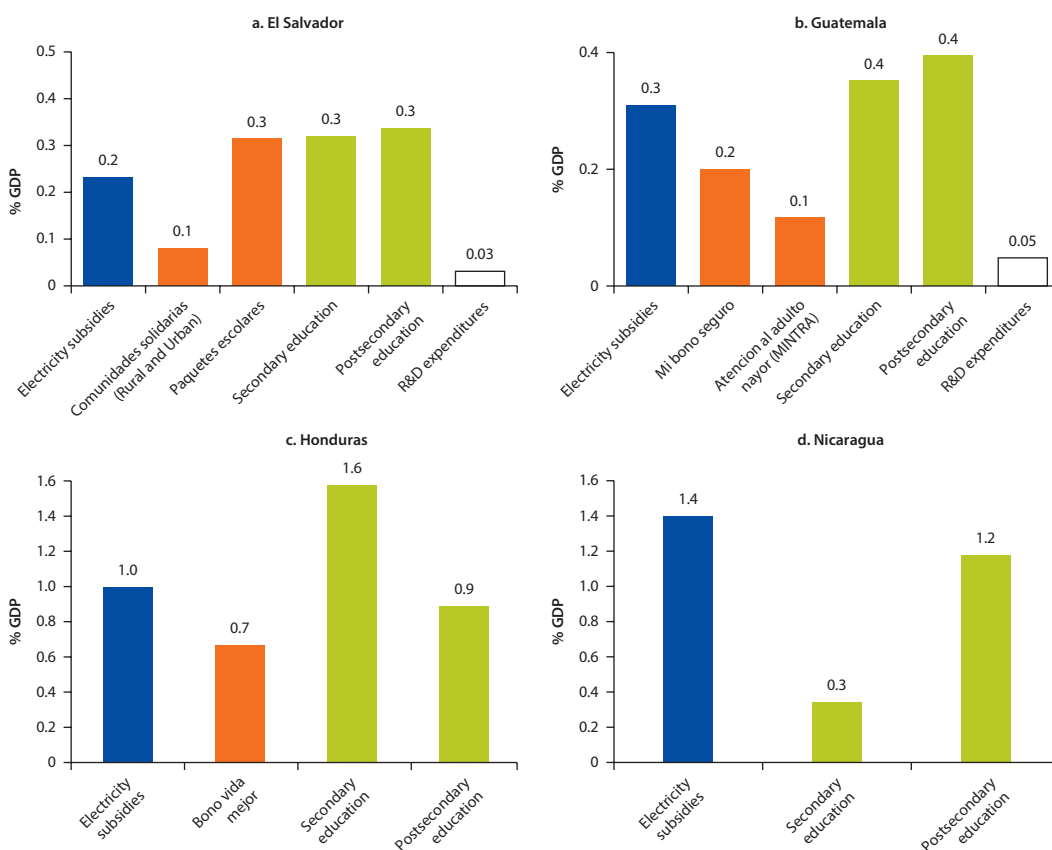 a. El Salvador
% GDP
0.5
0.4
0.3
0.2
0.1
0
0.2
0.1
0.3
0.3
0.3
0.03
Electricity subsidies
Comunidades solidarias
(Rural and Urban)
Paquetes escolares
Secondary education
Postsecondary
education
R&D expenditures
b. Guatemala
% GDP
0.4
0.2
0
0.3
0.2
0.1
0.4
0.4
0.05
Electricity subsidies
Mi bono seguro
Atencion al adulto
nayor (MINTRA)
Secondary education
Postsecondary
education
R&D expenditures
c. Honduras
% GDP
1.6
1.4
1.2
1.0
0.8
0.6
0.4
0.2
0
1.0
0.7
1.6
0.9
Electricity
subsidies
Bono vida
mejor
Secondary
education
Postsecondary
education
d. Nicaragua
% GDP
1.6
1.4
1.2
1.0
0.8
0.6
0.4
0.2
0
1.4
0.3
1.2
Electricity
subsidies
Secondary
education
Postsecondary
education